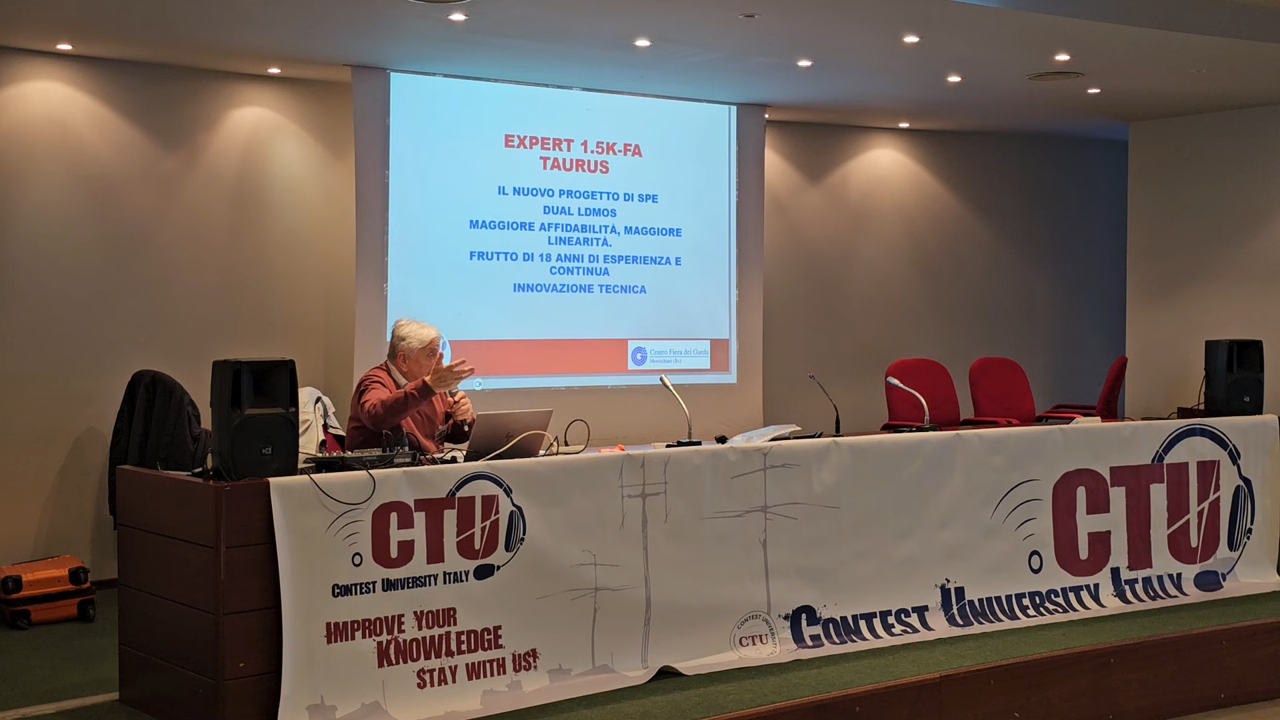 EXPERT 1.5K-FA
TAURUS
IL NUOVO PROGETTO DI SPE
DUAL LDMOS
MAGGIORE AFFIDABILITÀ, MAGGIORE
LINEARITÀ.
FRUTTO DI 18 ANNI DI ESPERIENZA E
CONTINUA
INNOVAZIONE TECNICA
Centro Fiera del Garda
Montichiari (Bs)
CTU
CONTEST UNIVERSITY ITALY
IMPROVE YOUR
KNOWLEDGE
STAY WITH US!
CONTEST UNIVERSITY
CTU
CTU
CONTEST UNIVERSITY ITALY